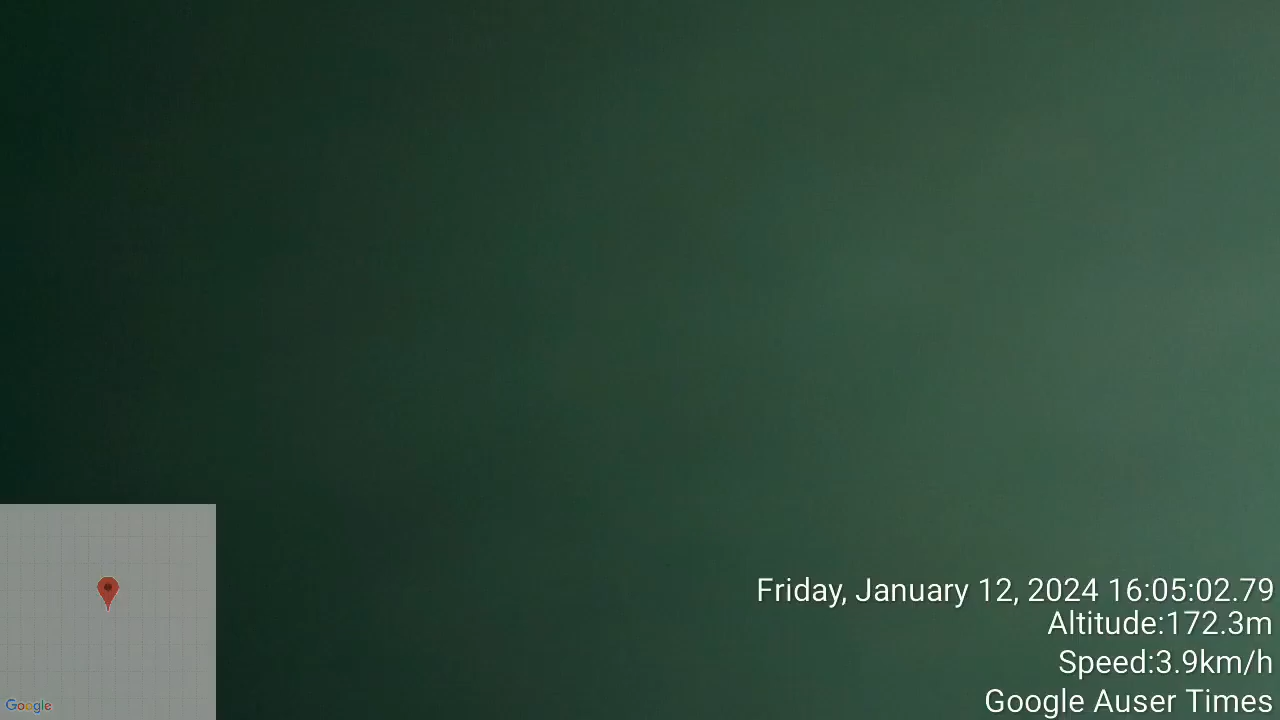 Friday, January 12, 2024 16:05:02.79
Altitude:172.3m
Speed:3.9km/h
Google Auser Times
Google